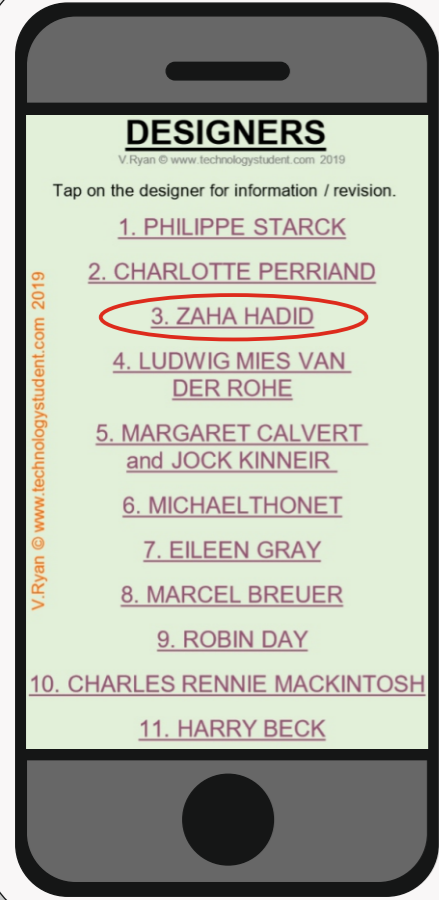 DESIGNERS
V.Ryan © www.technologystudent.com 2019
Tap on the designer for information / revision.
1. PHILIPPE STARCK
2. CHARLOTTE PERRIAND
3. ZAHA HADID
4. LUDWIG MIES VAN
DER ROHE
5. MARGARET CALVERT
and JOCK KINNEIR
6. MICHAELTHONET
7. EILEEN GRAY
8. MARCEL BREUER
9. ROBIN DAY
10. CHARLES RENNIE MACKINTOSH
11. HARRY BECK
V.Ryan © www.technologystudent.com 2019